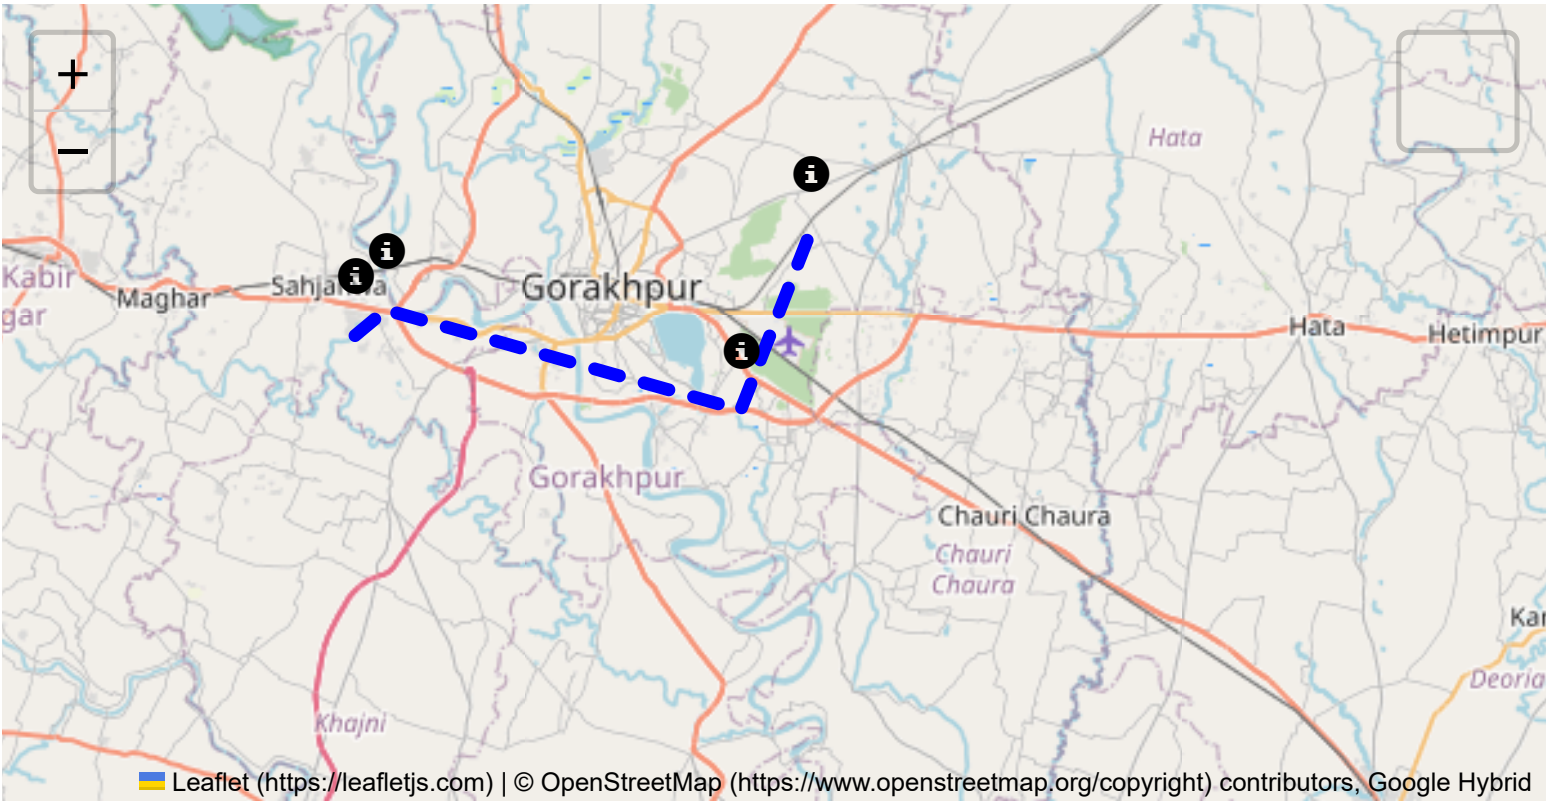 +
−
Hata
Kabir
gar
Maghar
Gorakhpur
Hata
Hetimpur
Gorakhpur
Chauri Chaura
Chauri
Chaura
Kar
Deoria
Khajni
Leaflet (https://leafletjs.com) | © OpenStreetMap (https://www.openstreetmap.org/copyright) contributors, Google Hybrid